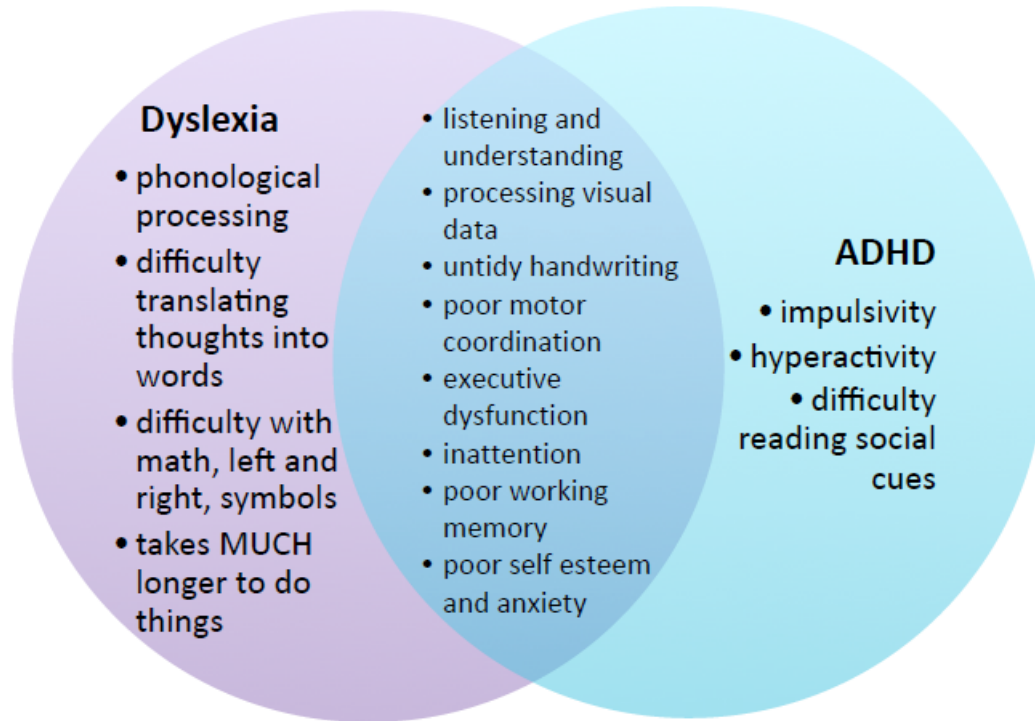 Dyslexia
• phonological
processing
• difficulty
translating
thoughts into
words
• difficulty with
math, left and
right, symbols
• takes MUCH
longer to do
things
• listening and
understanding
• processing visual
data
• untidy handwriting
• poor motor
coordination
• executive
dysfunction
• inattention
• poor working
memory
• poor self esteem
and anxiety
ADHD
• impulsivity
• hyperactivity
• difficulty
reading social
cues